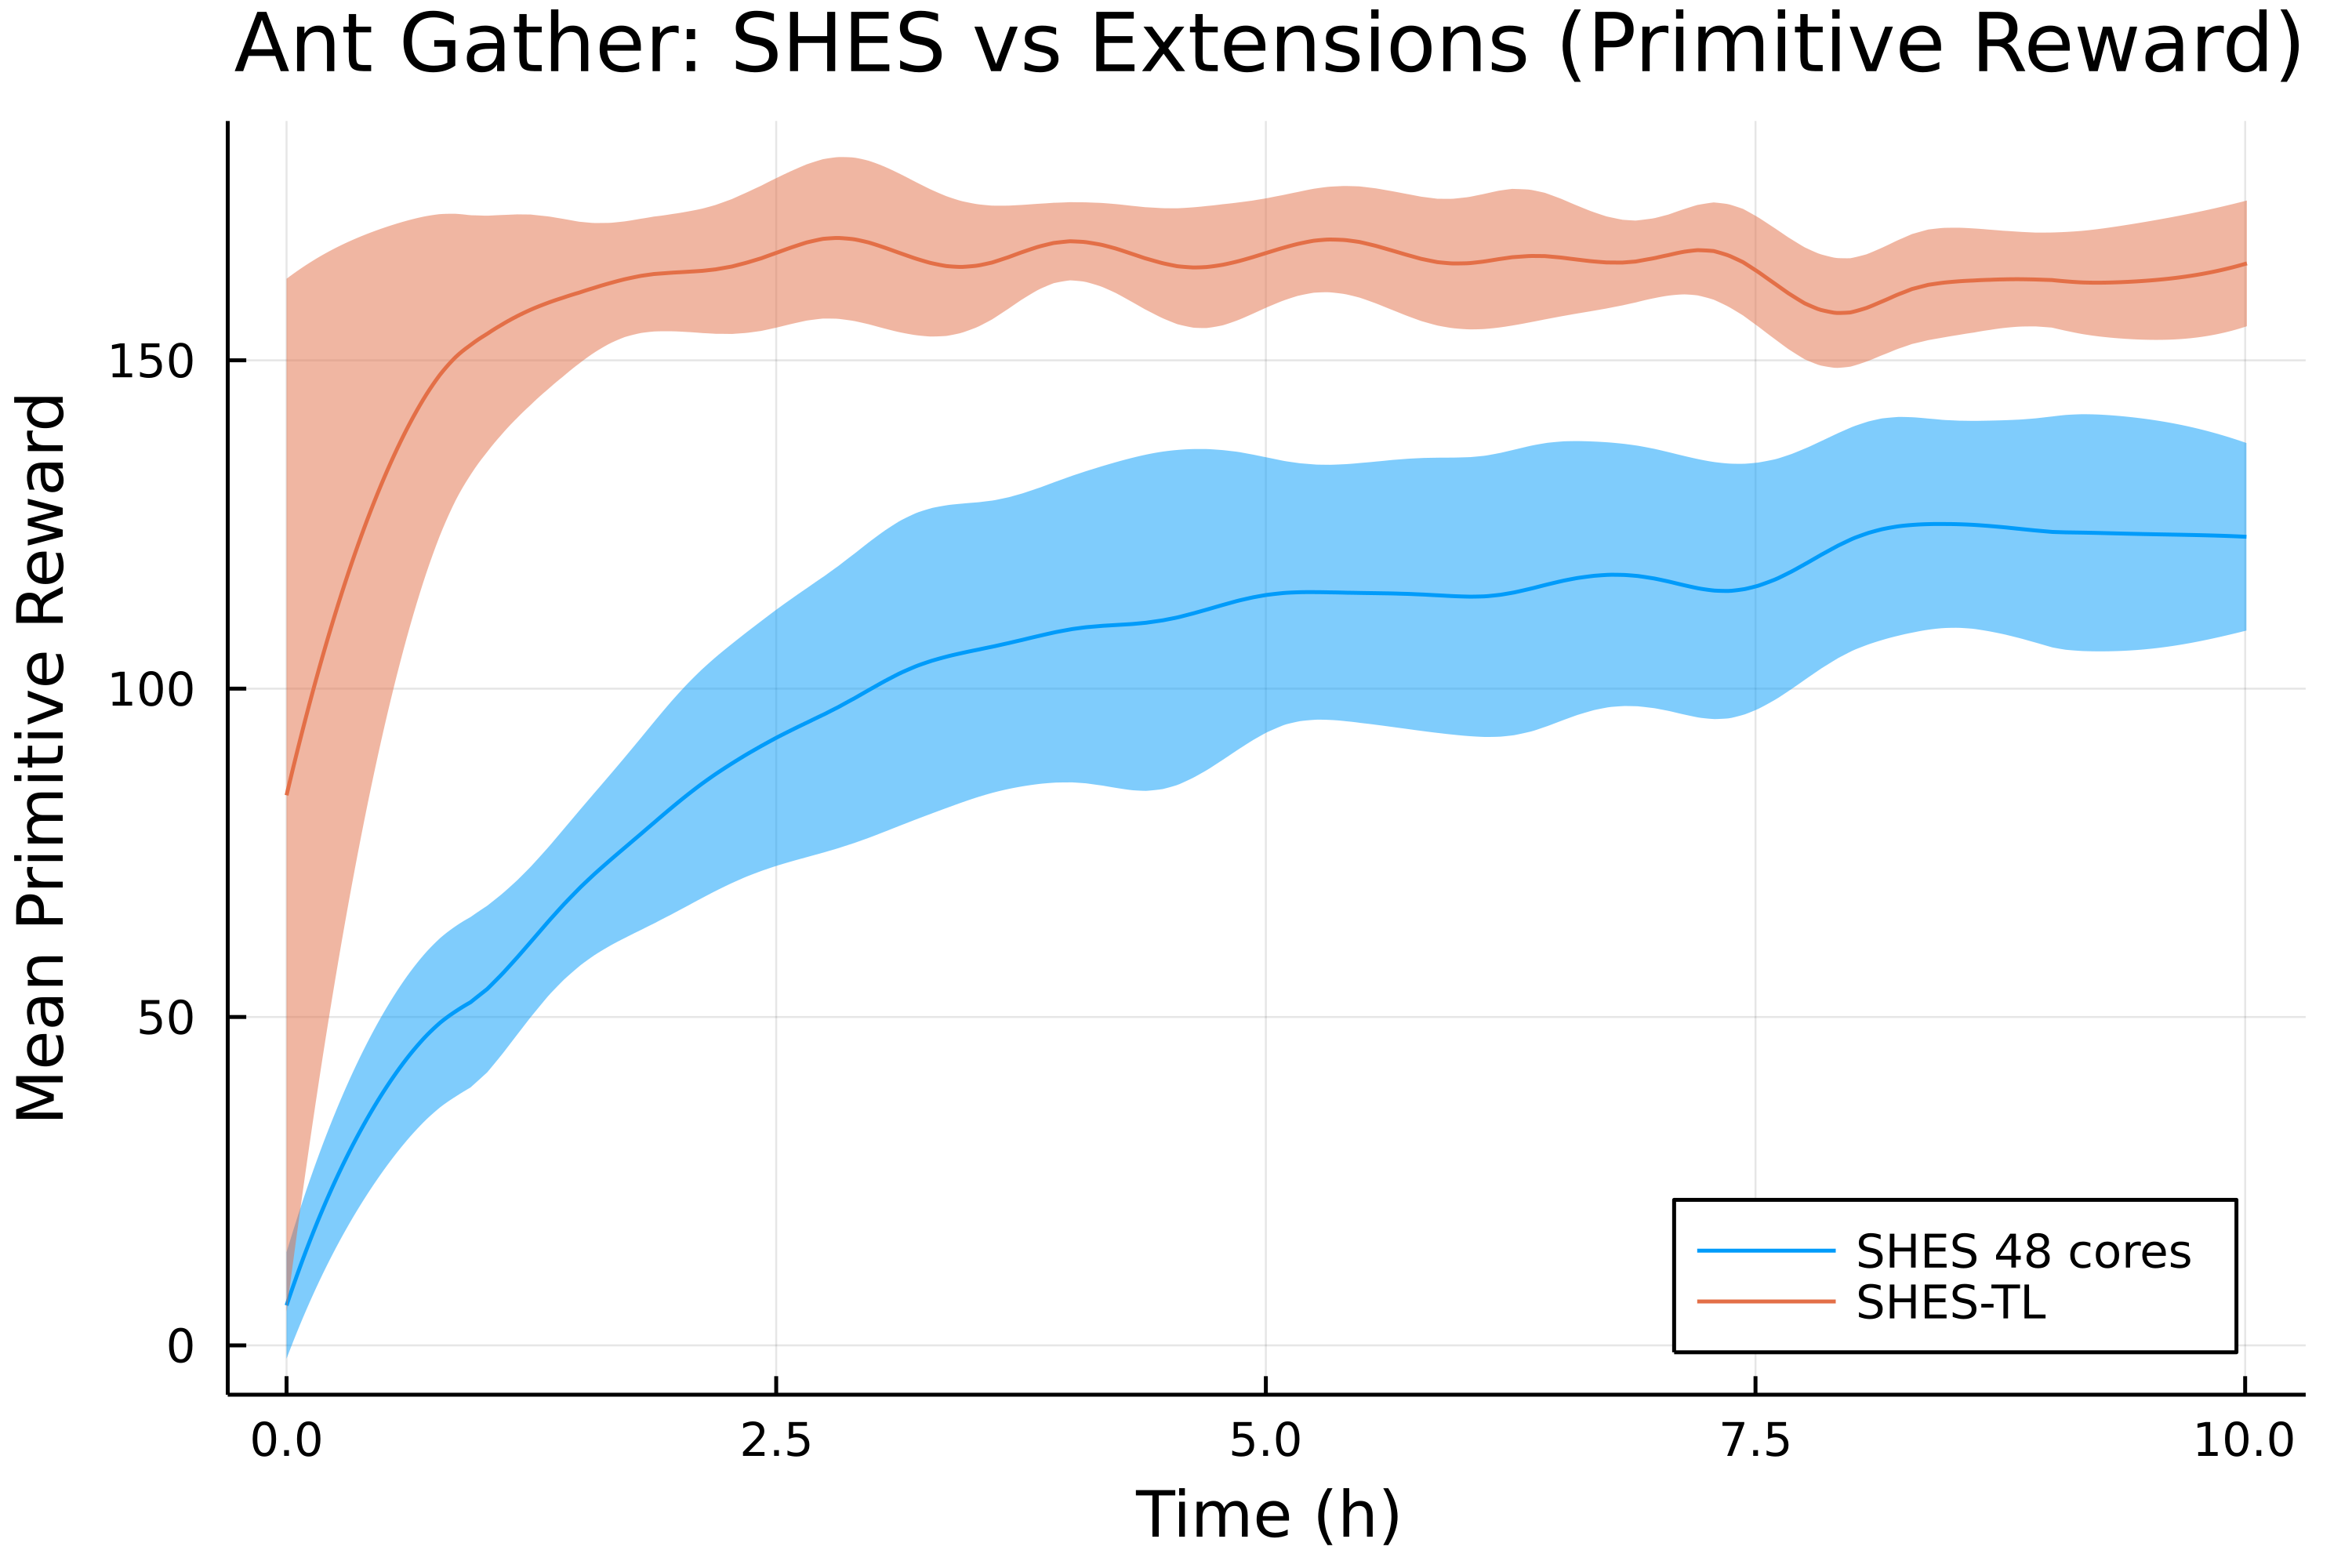 Ant Gather: SHES vs Extensions (Primitive Reward)
Mean Primitive Reward
150
100
50
0
SHES 48 cores
SHES-TL
0.0 2.5 5.0 7.5 10.0
Time (h)